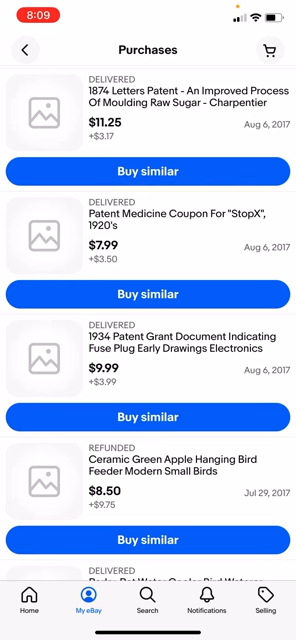 8:09
Purchases
DELIVERED
1874 Letters Patent - An Improved Process
Of Moulding Raw Sugar - Charpentier
$11.25
Aug 6, 2017
+$3.17
Buy similar
DELIVERED
Patent Medicine Coupon For "StopX",
1920's
$7.99
Aug 6, 2017
+$3.50
Buy similar
DELIVERED
1934 Patent Grant Document Indicating
Fuse Plug Early Drawings Electronics
$9.99
Aug 6, 2017
+$3.99
Buy similar
REFUNDED
Ceramic Green Apple Hanging Bird
Feeder Modern Small Birds
$8.50
Jul 29, 2017
+$9.75
Buy similar
DELIVERED
Home
My eBay
Search
Notifications
Selling